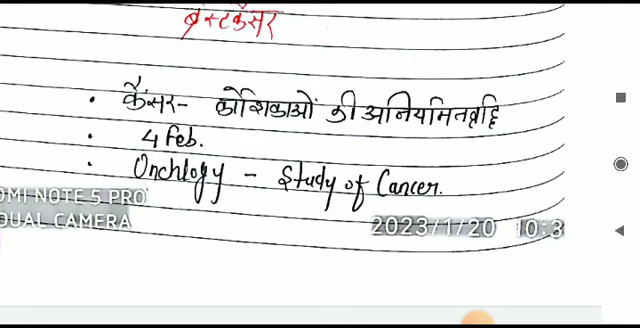 ब्रेस्टकैंसर
• कैंसर - कोशिकाओं की अनियमितवृद्दि
• 4 Feb.
• Onchlogy - Study of Cancer.
OMI NOTE 5 PRO
DUAL CAMERA
2023/1/20 10:3